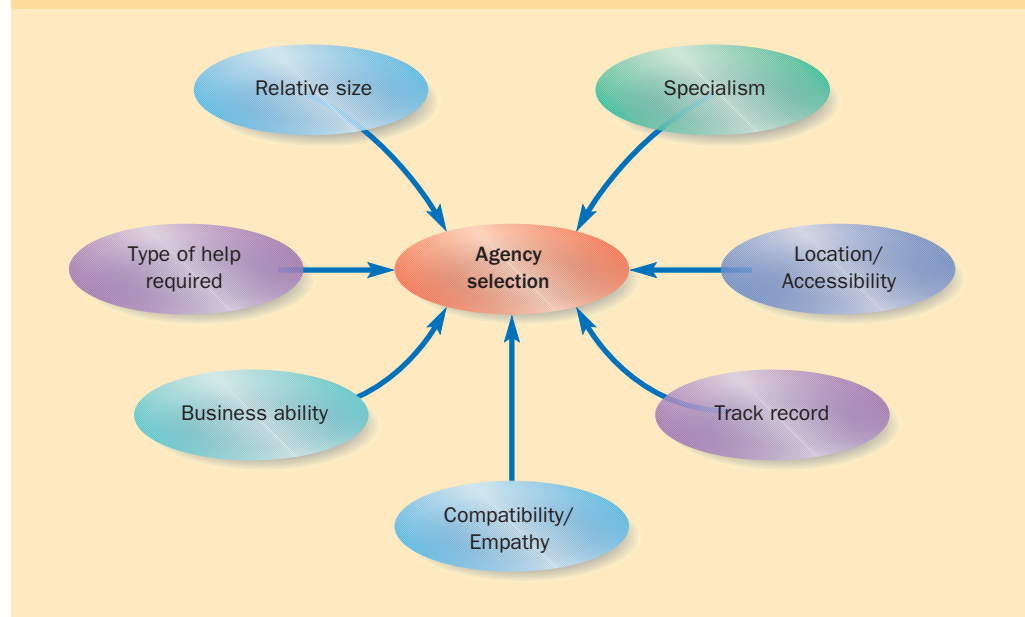 Relative size
Specialism
Type of help
required
Agency
selection
Location/
Accessibility
Business ability
Track record
Compatibility/
Empathy